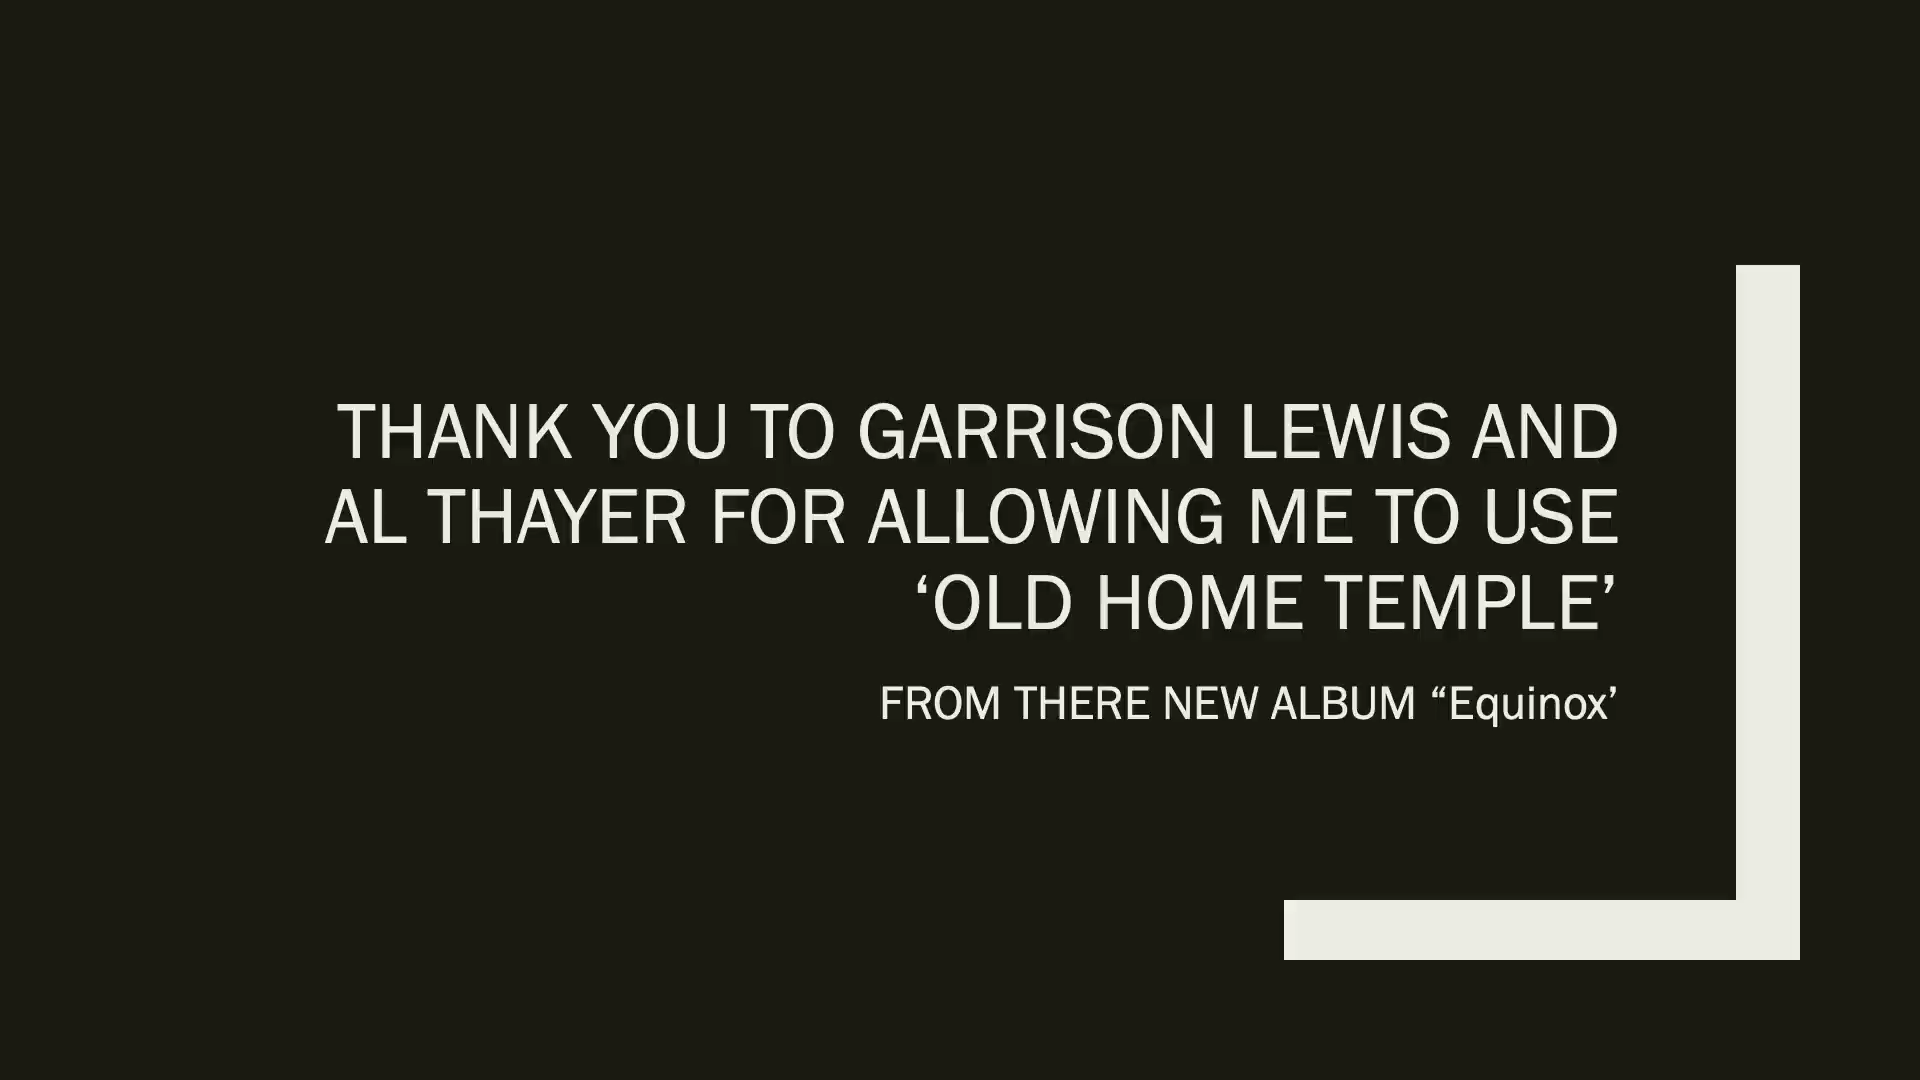 THANK YOU TO GARRISON LEWIS AND
AL THAYER FOR ALLOWING ME TO USE
‘OLD HOME TEMPLE’
FROM THERE NEW ALBUM “Equinox’